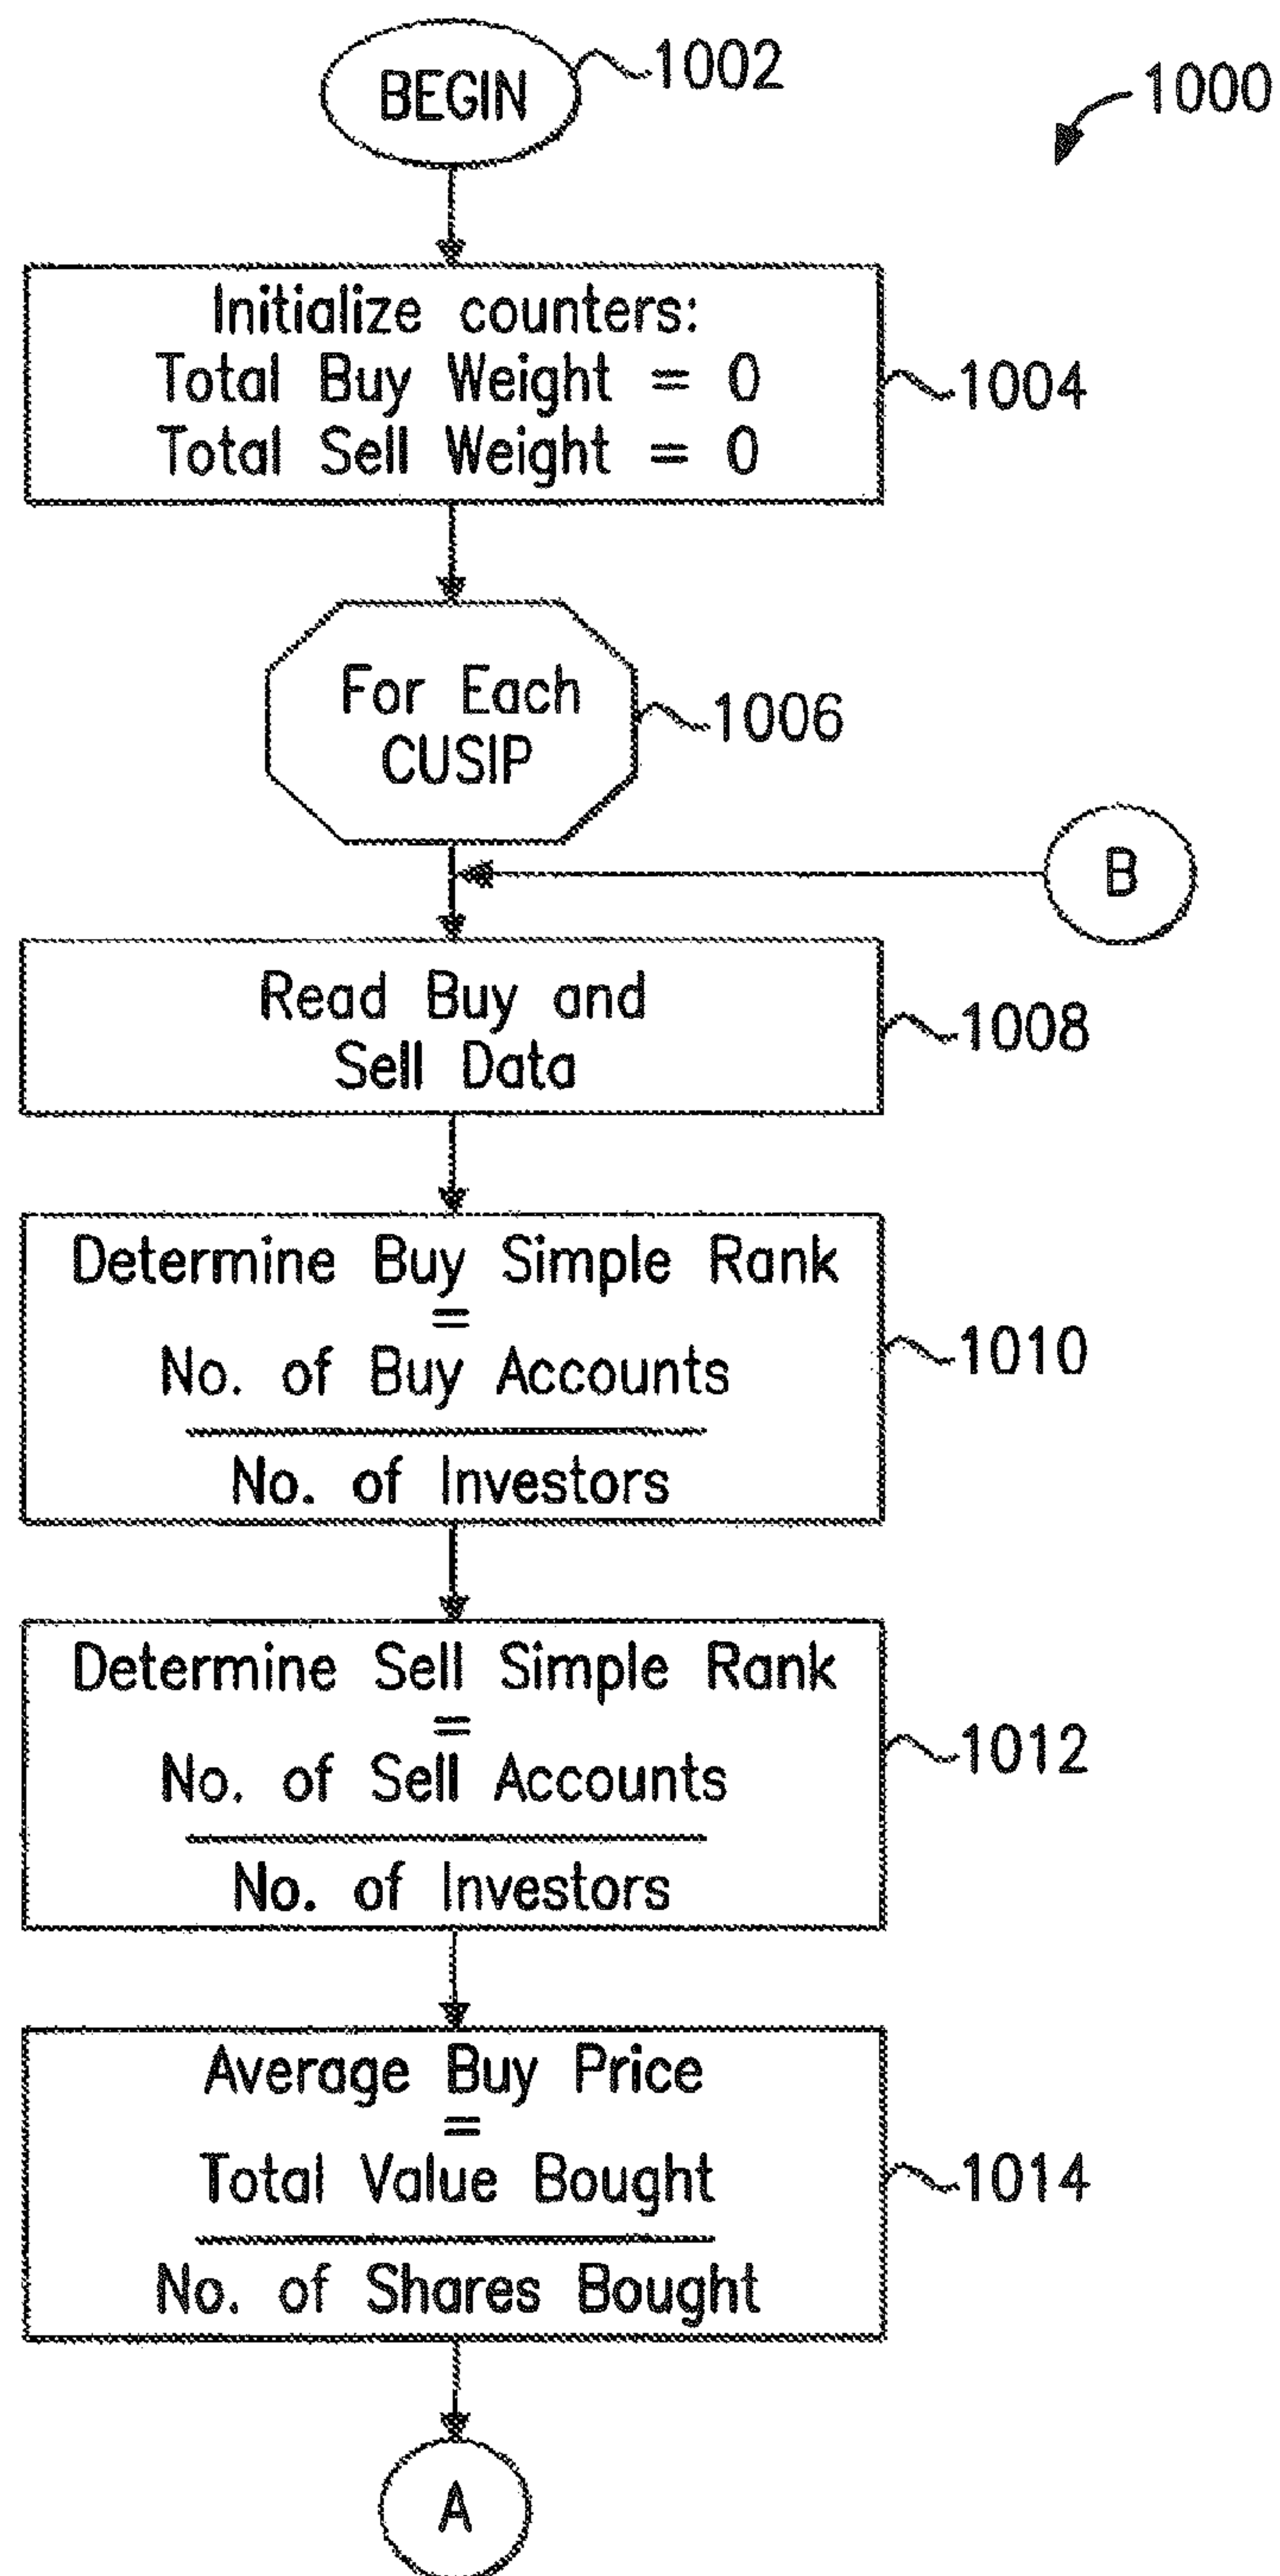 BEGIN
1002
1000
Initialize counters:
Total Buy Weight = 0
Total Sell Weight = 0
1004
For Each
CUSIP
1006
B
Read Buy and
Sell Data
1008
Determine Buy Simple Rank
=
No. of Buy Accounts
No. of Investors
1010
Determine Sell Simple Rank
=
No. of Sell Accounts
No. of Investors
1012
Average Buy Price
=
Total Value Bought
No. of Shares Bought
1014
A